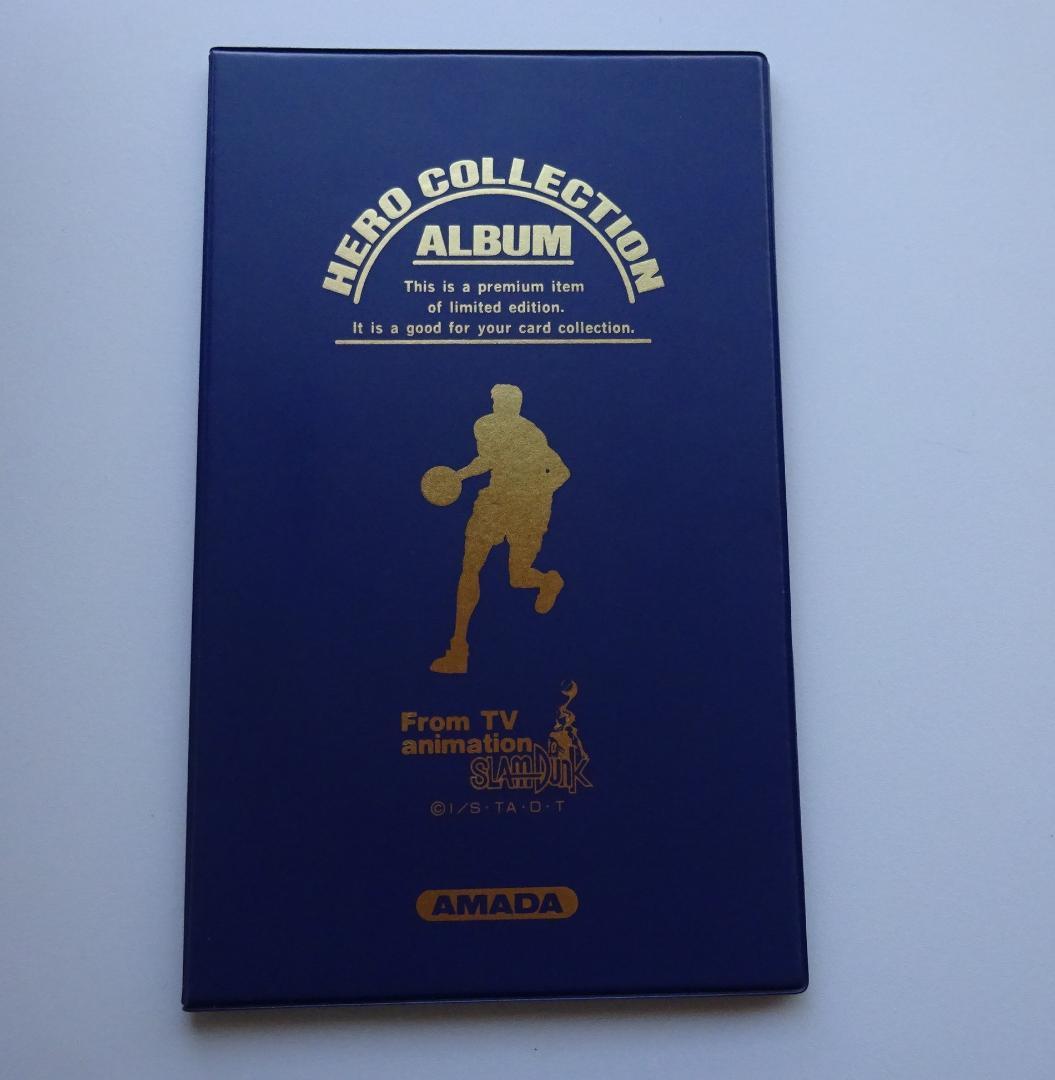 HERO COLLECTION
ALBUM
This is a premium item
of limited edition.
It is a good for your card collection.
From TV
animation
SLAM DUNK
©I/S·TA·D·T
AMADA